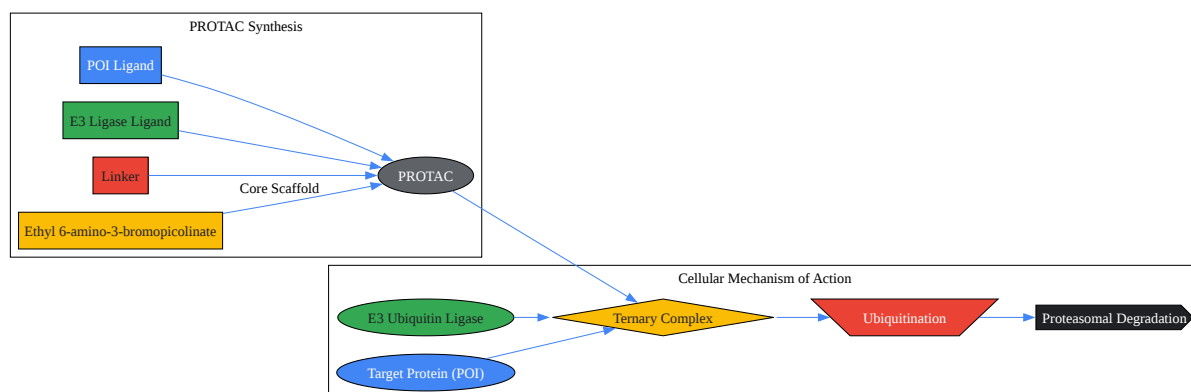 PROTAC Synthesis
POI Ligand
E3 Ligase Ligand
Linker
Core Scaffold
PROTAC
Ethyl 6-amino-3-bromopicolinate
Cellular Mechanism of Action
E3 Ubiquitin Ligase
Ternary Complex
Ubiquitination
Proteasomal Degradation
Target Protein (POI)